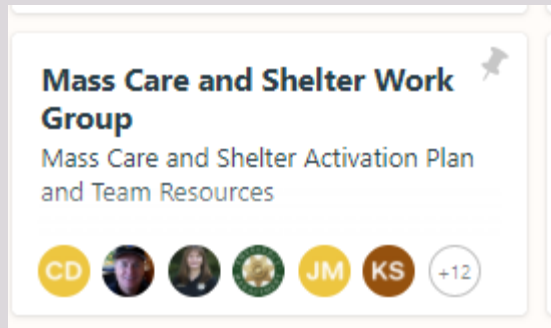 Mass Care and Shelter Work
Group
Mass Care and Shelter Activation Plan
and Team Resources
CD
JM
KS
+12